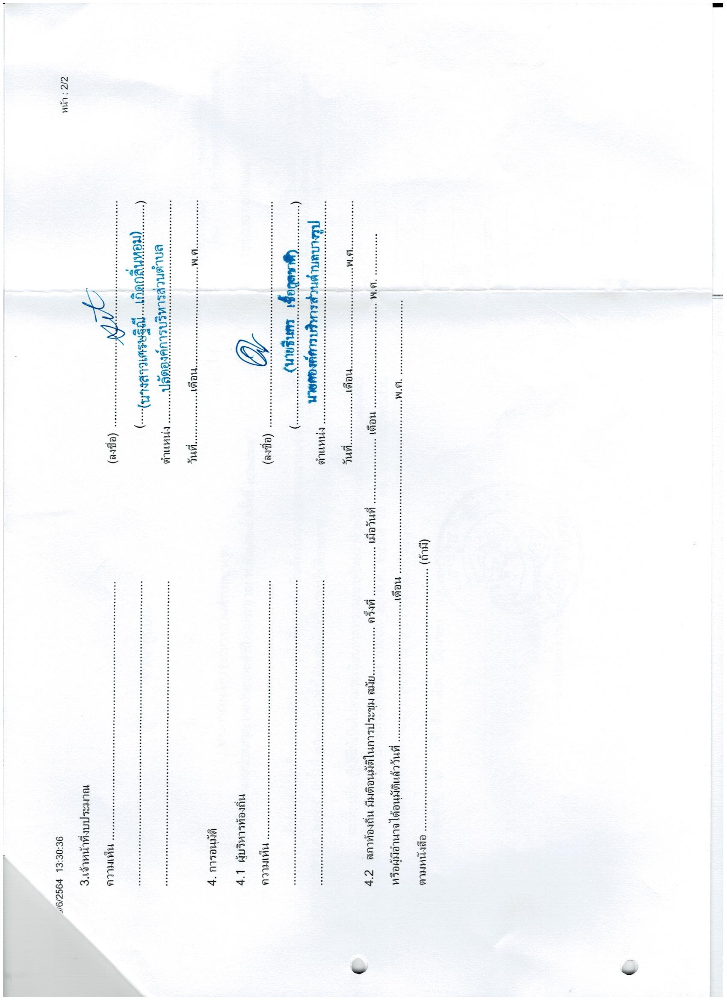 /6/2564 13:30:36
หน้า : 2/2
3.เจ้าหน้าที่งบประมาณ
ความเห็น ........................................ (ลงชื่อ) ........................................
........................................ (.....(นางสาวเศรษฐิณี....เกิดกลิ่นหอม)..........)
........................................ ตำแหน่ง .........ปลัดองค์การบริหารส่วนตำบล..........
วันที่....................เดือน..............................พ.ศ....................
4. การอนุมัติ
4.1 ผู้บริหารท้องถิ่น
ความเห็น ........................................ (ลงชื่อ) ........................................
........................................ (....................(นายธีนกร เชื้อกูลชาติ)....................)
........................................ ตำแหน่ง ........................................ นายกองค์การบริหารส่วนตำบลบางรูป
วันที่....................เดือน..............................พ.ศ....................
4.2 สภาท้องถิ่น มีมติอนุมัติในการประชุม สมัย.............. ครั้งที่ .............. เมื่อวันที่ .................... เดือน .............................. พ.ศ. ..............
หรือผู้มีอำนาจได้อนุมัติแล้ววันที่ ........................................เดือน ........................................พ.ศ. ....................
ตามหนังสือ ........................................ (ถ้ามี)